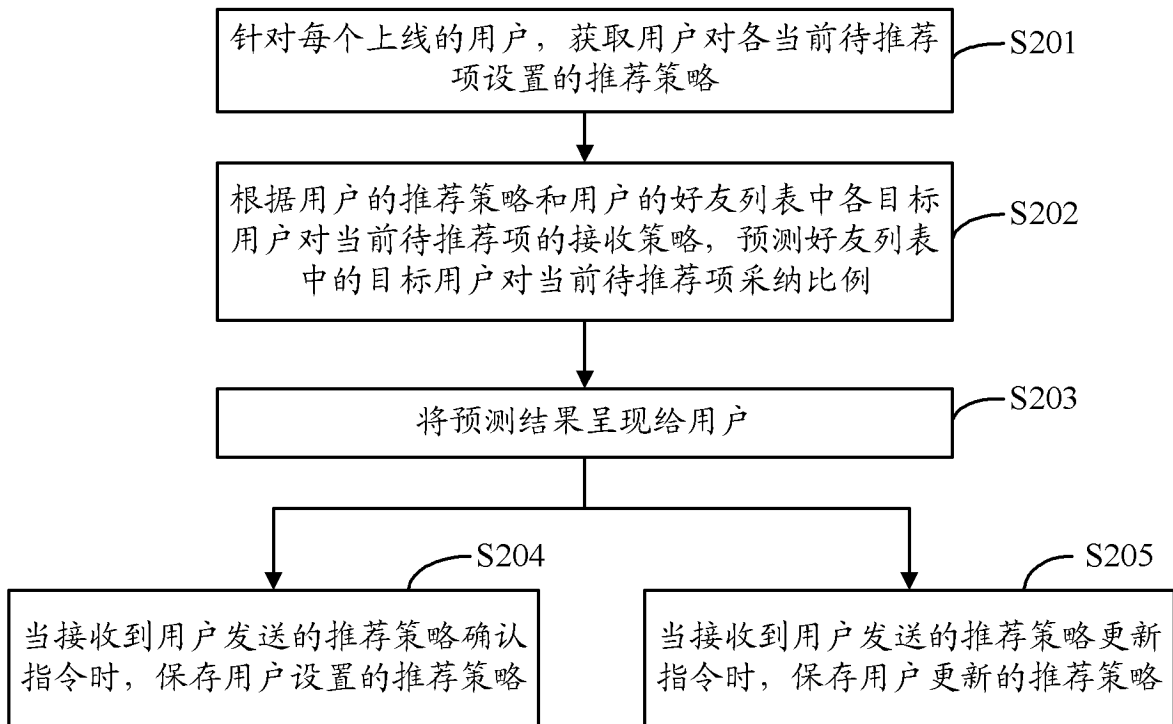 针对每个上线的用户，获取用户对各当前待推荐
项设置的推荐策略
S201
根据用户的推荐策略和用户的好友列表中各目标
用户对当前待推荐项的接收策略，预测好友列表
中的目标用户对当前待推荐项采纳比例
S202
将预测结果呈现给用户
S203
S204
当接收到用户发送的推荐策略确认
指令时，保存用户设置的推荐策略
S205
当接收到用户发送的推荐策略更新
指令时，保存用户更新的推荐策略